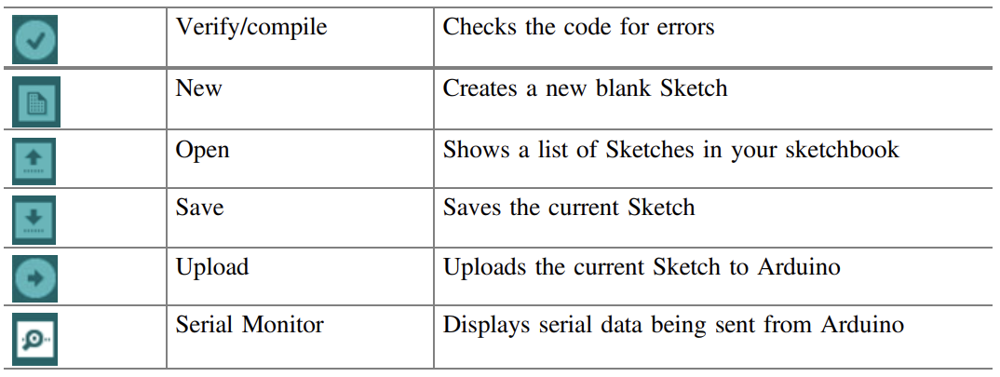 Verify/compile Checks the code for errors
New Creates a new blank Sketch
Open Shows a list of Sketches in your sketchbook
Save Saves the current Sketch
Upload Uploads the current Sketch to Arduino
Serial Monitor Displays serial data being sent from Arduino